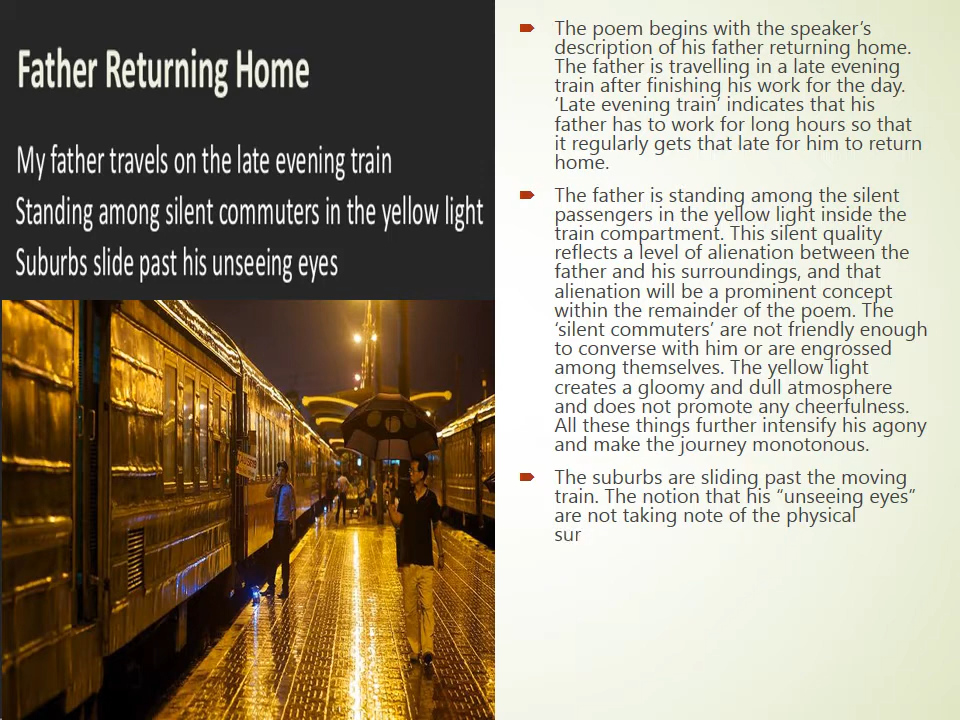 Father Returning Home
My father travels on the late evening train
Standing among silent commuters in the yellow light
Suburbs slide past his unseeing eyes
The poem begins with the speaker’s
description of his father returning home.
The father is travelling in a late evening
train after finishing his work for the day.
‘Late evening train’ indicates that his
father has to work for long hours so that
it regularly gets that late for him to return
home.
The father is standing among the silent
passengers in the yellow light inside the
train compartment. This silent quality
reflects a level of alienation between the
father and his surroundings, and that
alienation will be a prominent concept
within the remainder of the poem. The
‘silent commuters’ are not friendly enough
to converse with him or are engrossed
among themselves. The yellow light
creates a gloomy and dull atmosphere
and does not promote any cheerfulness.
All these things further intensify his agony
and make the journey monotonous.
The suburbs are sliding past the moving
train. The notion that his “unseeing eyes”
are not taking note of the physical
sur